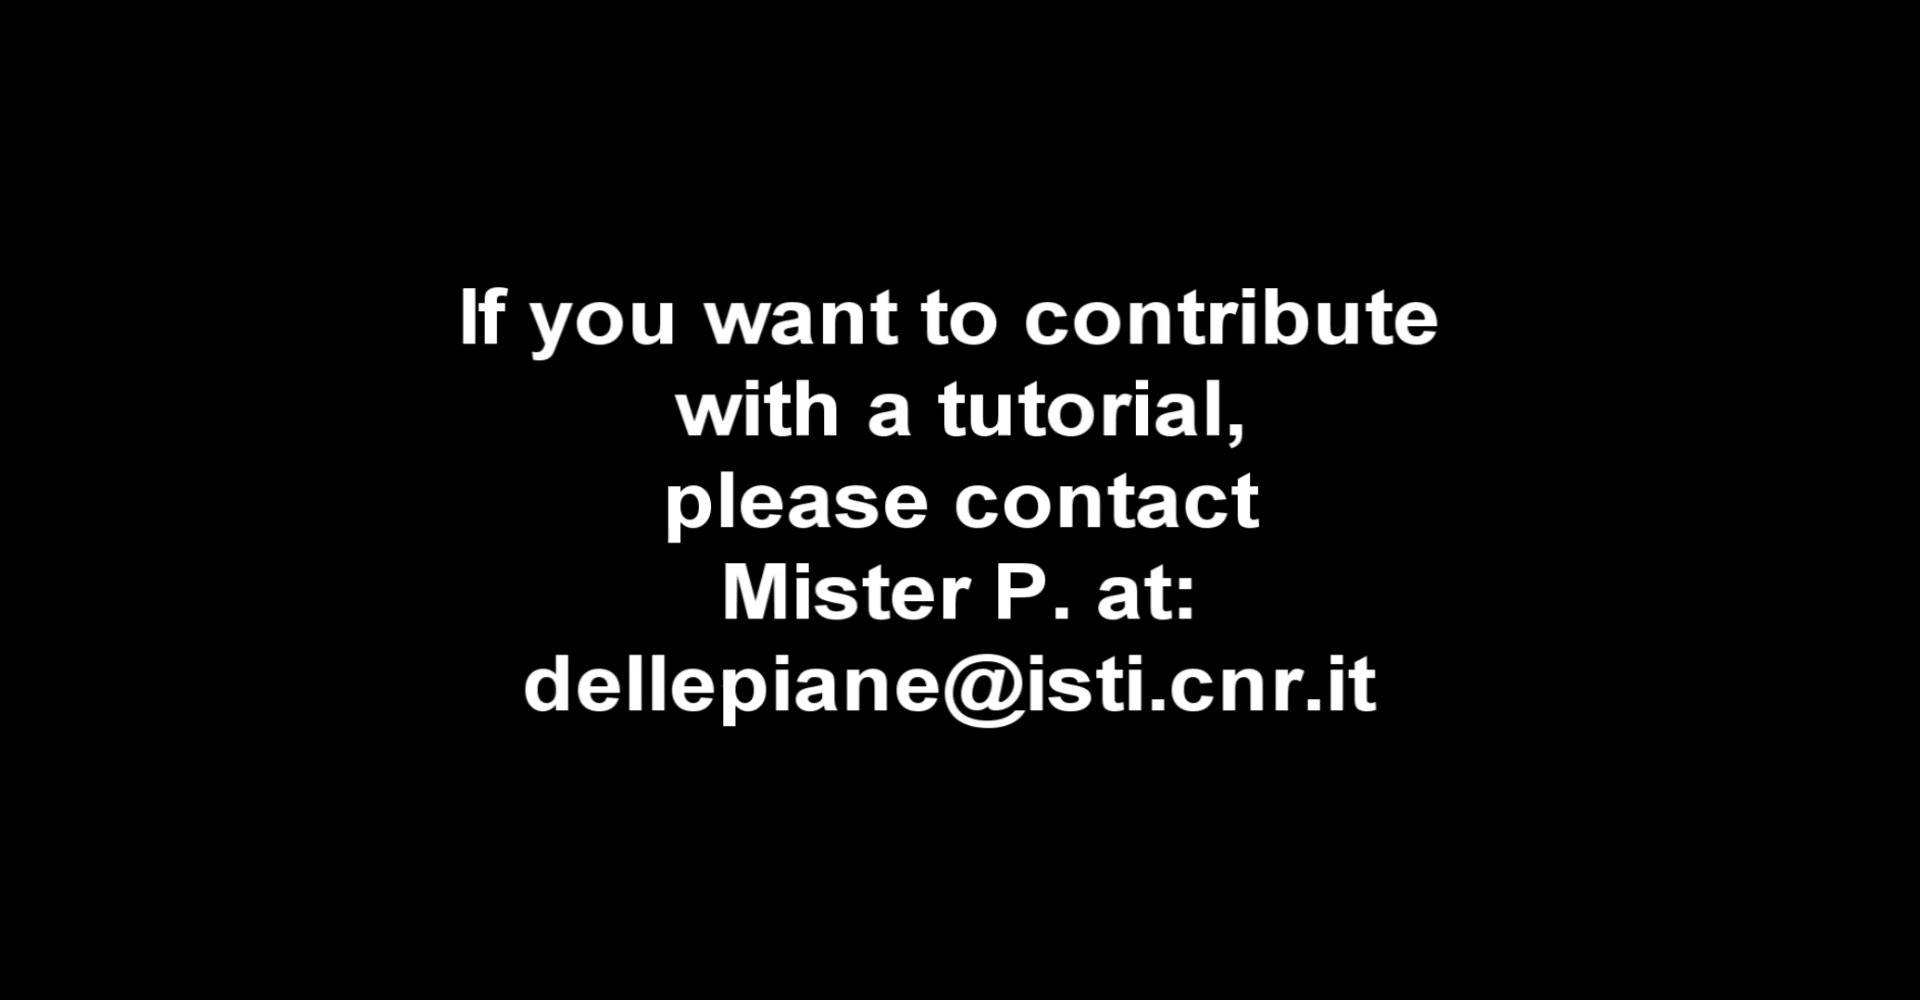 If you want to contribute
with a tutorial,
please contact
Mister P. at:
dellepiane@isti.cnr.it